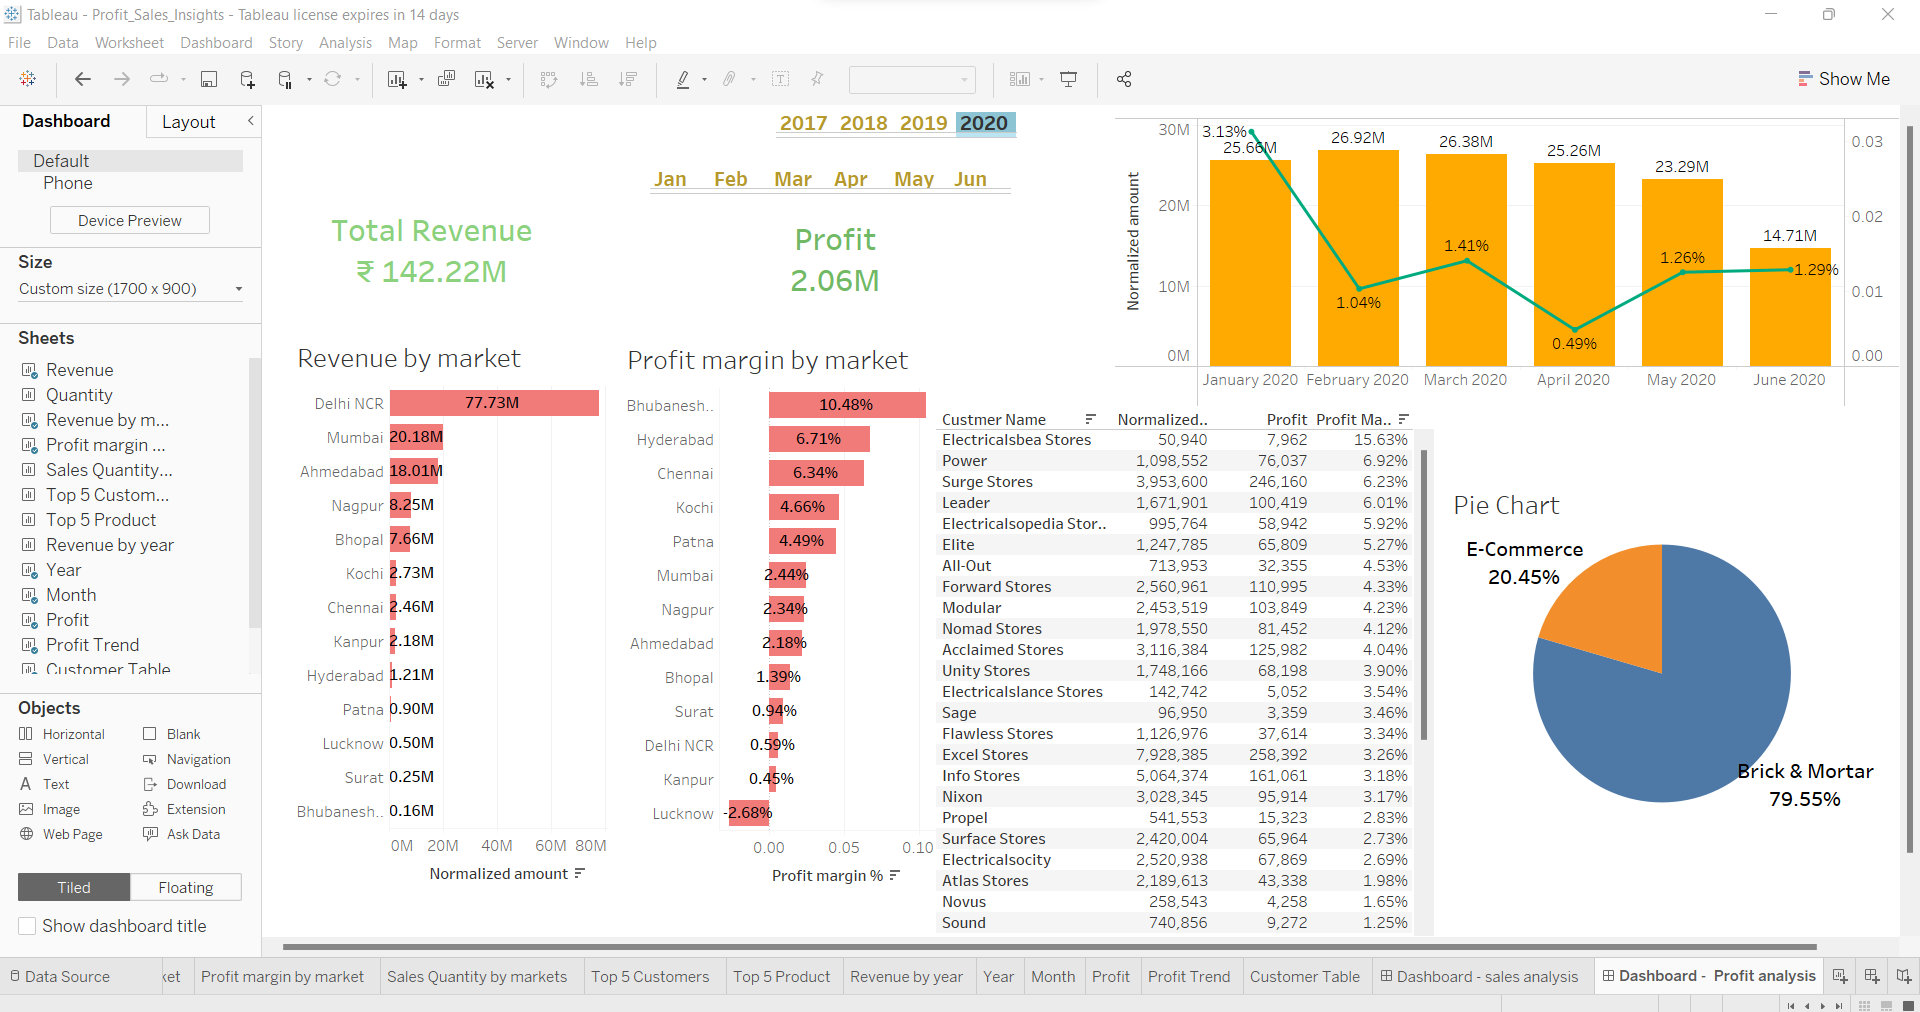 Tableau - Profit_Sales_Insights - Tableau license expires in 14 days
File Data Worksheet Dashboard Story Analysis Map Format Server Window Help
Show Me
Dashboard Layout
Default
Phone
Device Preview
Size
Custom size (1700 x 900)
Sheets
Revenue
Quantity
Revenue by m...
Profit margin ...
Sales Quantity...
Top 5 Custom...
Top 5 Product
Revenue by year
Year
Month
Profit
Profit Trend
Customer Table
Objects
Horizontal Blank
Vertical Navigation
Text Download
Image Extension
Web Page Ask Data
Tiled Floating
Show dashboard title
2017 2018 2019 2020
Jan Feb Mar Apr May Jun
Total Revenue
₹ 142.22M
Profit
2.06M
Revenue by market
Delhi NCR 77.73M
Mumbai 20.18M
Ahmedabad 18.01M
Nagpur 8.25M
Bhopal 7.66M
Kochi 2.73M
Chennai 2.46M
Kanpur 2.18M
Hyderabad 1.21M
Patna 0.90M
Lucknow 0.50M
Surat 0.25M
Bhubanesh.. 0.16M
0M 20M 40M 60M 80M
Normalized amount
Profit margin by market
Bhubanesh.. 10.48%
Hyderabad 6.71%
Chennai 6.34%
Kochi 4.66%
Patna 4.49%
Mumbai 2.44%
Nagpur 2.34%
Ahmedabad 2.18%
Bhopal 1.39%
Surat 0.94%
Delhi NCR 0.59%
Kanpur 0.45%
Lucknow -2.68%
0.00 0.05 0.10
Profit margin %
Normalized amount
30M
20M
10M
0M
3.13%
25.66M
26.92M
26.38M
25.26M
23.29M
14.71M
1.04%
1.41%
0.49%
1.26%
1.29%
0.03
0.02
0.01
0.00
January 2020 February 2020 March 2020 April 2020 May 2020 June 2020
Custmer Name Normalized.. Profit Profit Ma..
Electricalsbea Stores 50,940 7,962 15.63%
Power 1,098,552 76,037 6.92%
Surge Stores 3,953,600 246,160 6.23%
Leader 1,671,901 100,419 6.01%
Electricalsopedia Stor.. 995,764 58,942 5.92%
Elite 1,247,785 65,809 5.27%
All-Out 713,953 32,355 4.53%
Forward Stores 2,560,961 110,995 4.33%
Modular 2,453,519 103,849 4.23%
Nomad Stores 1,978,550 81,452 4.12%
Acclaimed Stores 3,116,384 125,982 4.04%
Unity Stores 1,748,166 68,198 3.90%
Electricalslance Stores 142,742 5,052 3.54%
Sage 96,950 3,359 3.46%
Flawless Stores 1,126,976 37,614 3.34%
Excel Stores 7,928,385 258,392 3.26%
Info Stores 5,064,374 161,061 3.18%
Nixon 3,028,345 95,914 3.17%
Propel 541,553 15,323 2.83%
Surface Stores 2,420,004 65,964 2.73%
Electricalsocity 2,520,938 67,869 2.69%
Atlas Stores 2,189,613 43,338 1.98%
Novus 258,543 4,258 1.65%
Sound 740,856 9,272 1.25%
Pie Chart
E-Commerce
20.45%
Brick & Mortar
79.55%
Data Source ket Profit margin by market Sales Quantity by markets Top 5 Customers Top 5 Product Revenue by year Year Month Profit Profit Trend Customer Table Dashboard - sales analysis Dashboard - Profit analysis